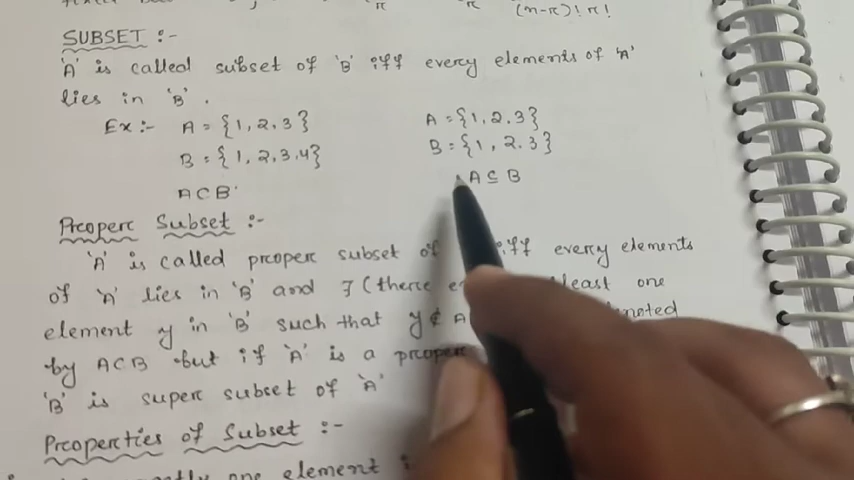 π π (n-π)! π!
SUBSET :-
'A' is called subset of 'B' iff every elements of 'A'
lies in 'B'.
Ex:- A = {1, 2, 3} A = {1, 2. 3}
B = {1, 2, 3, 4} B = {1, 2. 3}
A ⊂ B A ⊆ B
Proper Subset :-
'A' is called proper subset of iff every elements
of 'A' lies in 'B' and ∃ (there least one
element y in 'B' such that y ∉ A
by A ⊂ B but if 'A' is a proper
'B' is super subset of 'A'
Properties of Subset :-
one element